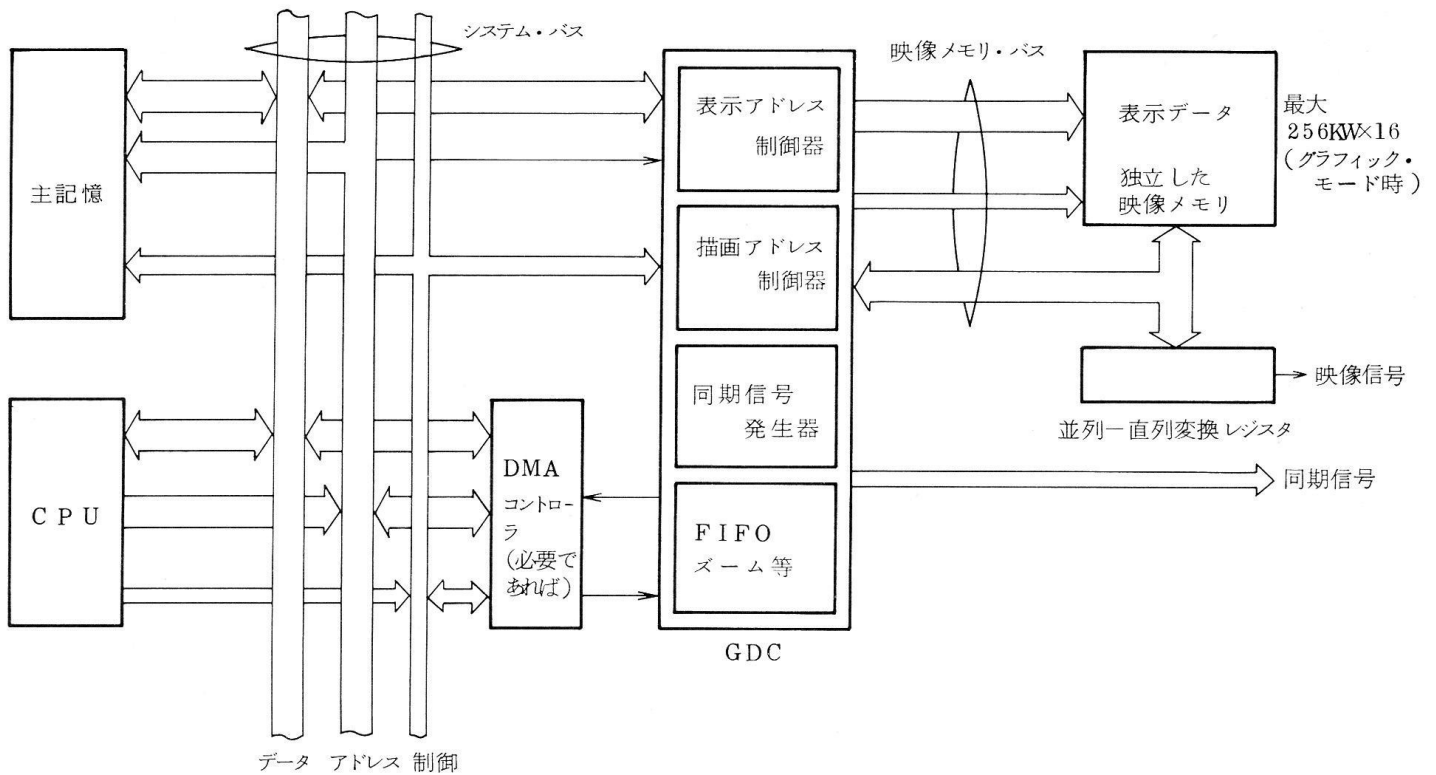 システム・バス
主記憶
CPU
データ
アドレス
制御
DMA
コントロー
ラ
(必要で
あれば)
表示アドレス
制御器
描画アドレス
制御器
同期信号
発生器
FIFO
ズーム等
GDC
映像メモリ・バス
表示データ
独立した
映像メモリ
最大
256KW×16
(グラフィック・
モード時)
映像信号
並列－直列変換レジスタ
同期信号